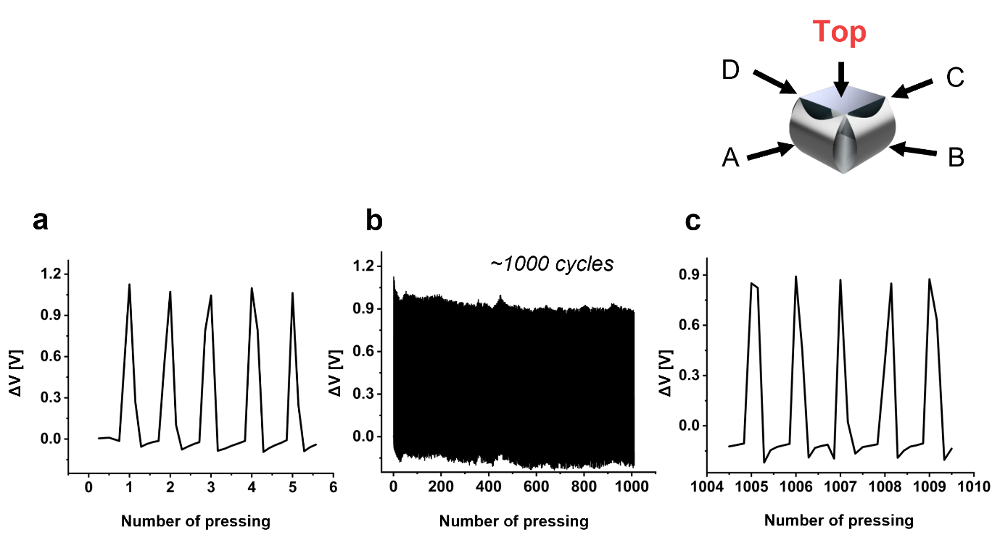 Top
D
C
A
B
a
b
c
~1000 cycles
1.2
0.9
0.6
0.3
0.0
ΔV [V]
0
1
2
3
4
5
6
Number of pressing
1.2
0.9
0.6
0.3
0.0
ΔV [V]
0
200
400
600
800
1000
Number of pressing
0.9
0.6
0.3
0.0
ΔV [V]
1004
1005
1006
1007
1008
1009
1010
Number of pressing